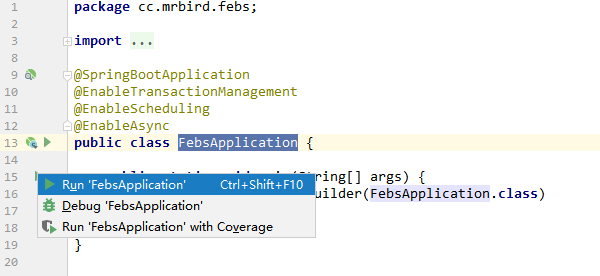 1 package cc.mrbird.febs;
2
3 import ...
8
9 @SpringBootApplication
10 @EnableTransactionManagement
11 @EnableScheduling
12 @EnableAsync
13 public class FebsApplication {
14
15 (String[] args) {
Run 'FebsApplication' Ctrl+Shift+F10
16 uilder(FebsApplication.class)
Debug 'FebsApplication'
17
Run 'FebsApplication' with Coverage
18
19 }
20